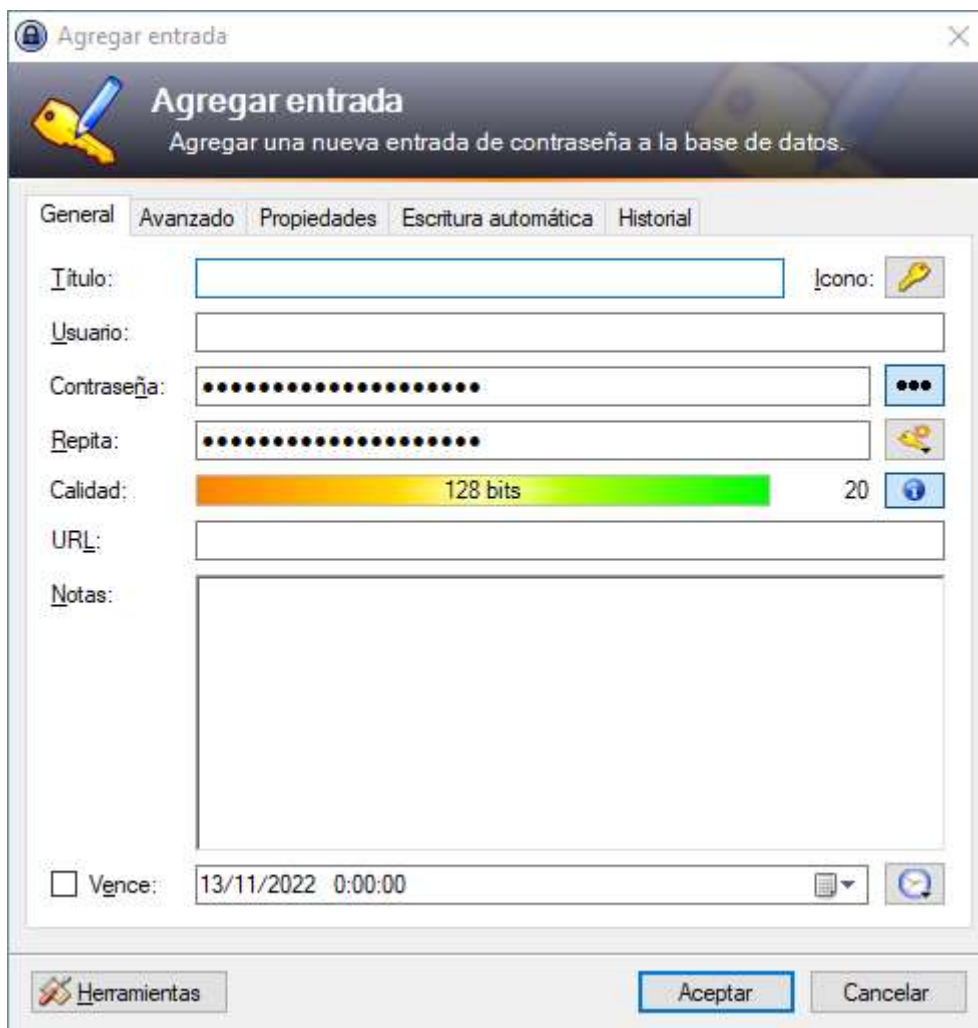 Agregar entrada
Agregar entrada
Agregar una nueva entrada de contraseña a la base de datos.
General Avanzado Propiedades Escritura automática Historial
Título: Icono:
Usuario:
Contraseña: ●●●●●●●●●●●●●●●●●●●● ●●●
Repita: ●●●●●●●●●●●●●●●●●●●●
Calidad: 128 bits 20
URL:
Notas:
Vence: 13/11/2022 0:00:00
Herramientas Aceptar Cancelar